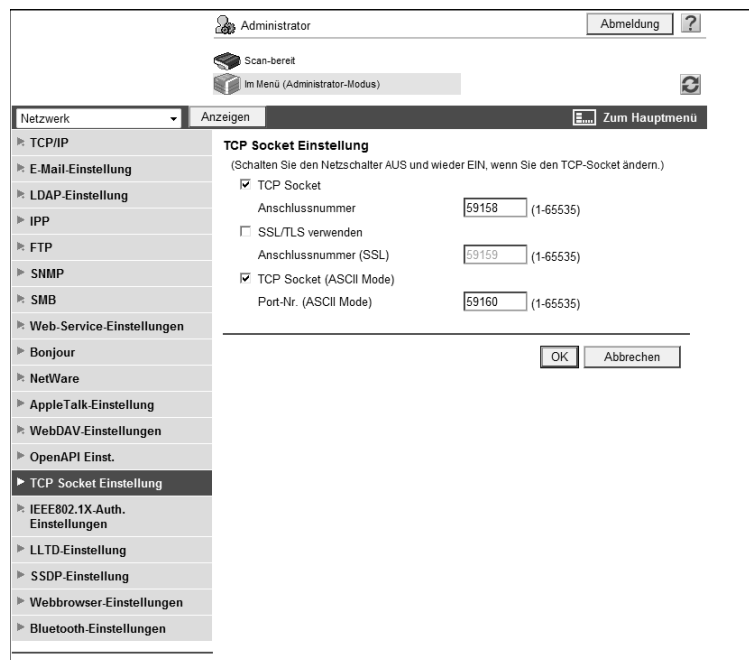 Administrator
Abmeldung
?
Scan-bereit
Im Menü (Administrator-Modus)
Netzwerk
Anzeigen
Zum Hauptmenü
TCP/IP
E-Mail-Einstellung
LDAP-Einstellung
IPP
FTP
SNMP
SMB
Web-Service-Einstellungen
Bonjour
NetWare
AppleTalk-Einstellung
WebDAV-Einstellungen
OpenAPI Einst.
TCP Socket Einstellung
IEEE802.1X-Auth.
Einstellungen
LLTD-Einstellung
SSDP-Einstellung
Webbrowser-Einstellungen
Bluetooth-Einstellungen
TCP Socket Einstellung
(Schalten Sie den Netzschalter AUS und wieder EIN, wenn Sie den TCP-Socket ändern.)
TCP Socket
Anschlussnummer 59158 (1-65535)
SSL/TLS verwenden
Anschlussnummer (SSL) 59159 (1-65535)
TCP Socket (ASCII Mode)
Port-Nr. (ASCII Mode) 59160 (1-65535)
OK Abbrechen